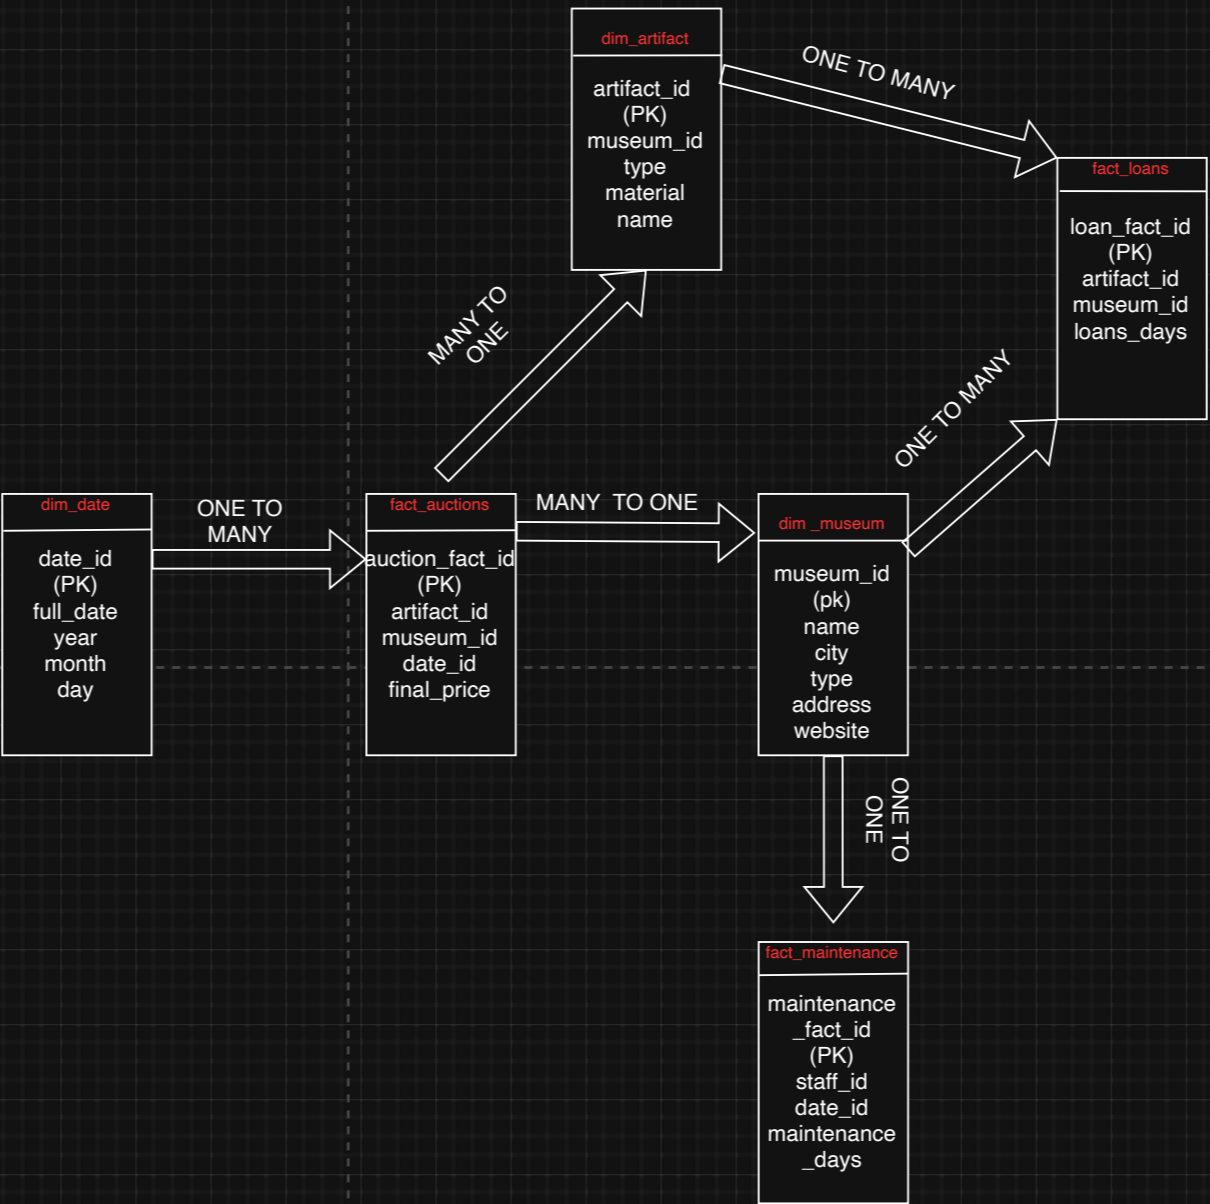 dim_artifact
artifact_id
(PK)
museum_id
type
material
name
ONE TO MANY
fact_loans
loan_fact_id
(PK)
artifact_id
museum_id
loans_days
MANY TO
ONE
ONE TO MANY
dim_date
date_id
(PK)
full_date
year
month
day
ONE TO
MANY
fact_auctions
auction_fact_id
(PK)
artifact_id
museum_id
date_id
final_price
MANY  TO ONE
dim _museum
museum_id
(pk)
name
city
type
address
website
ONE TO
ONE
fact_maintenance
maintenance
_fact_id
(PK)
staff_id
date_id
maintenance
_days